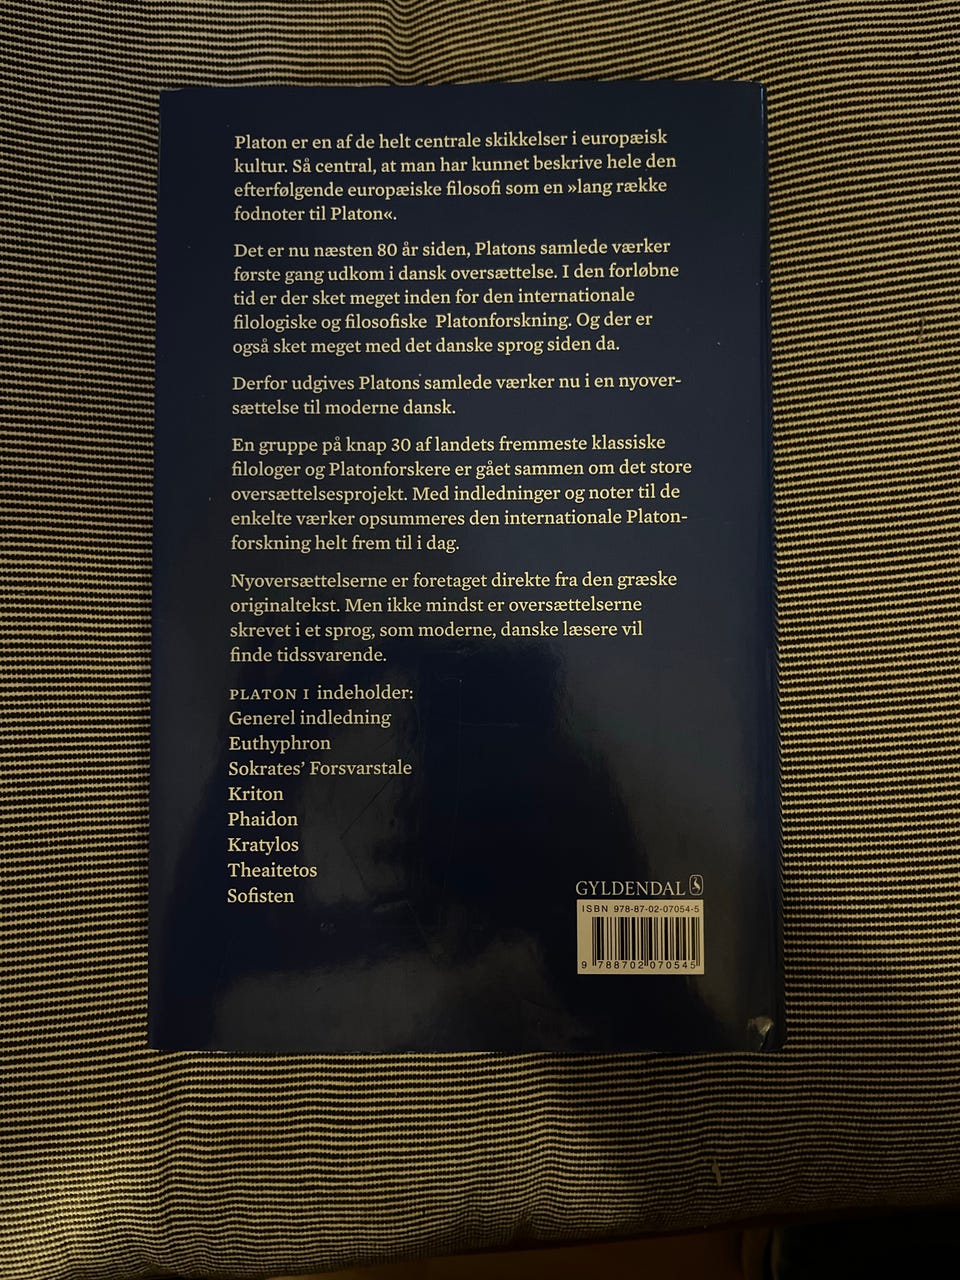 Platon er en af de helt centrale skikkelser i europæisk
kultur. Så central, at man har kunnet beskrive hele den
efterfølgende europæiske filosofi som en »lang række
fodnoter til Platon«.
Det er nu næsten 80 år siden, Platons samlede værker
første gang udkom i dansk oversættelse. I den forløbne
tid er der sket meget inden for den internationale
filologiske og filosofiske Platonforskning. Og der er
også sket meget med det danske sprog siden da.
Derfor udgives Platons samlede værker nu i en nyover-
sættelse til moderne dansk.
En gruppe på knap 30 af landets fremmeste klassiske
filologer og Platonforskere er gået sammen om det store
oversættelsesprojekt. Med indledninger og noter til de
enkelte værker opsummeres den internationale Platon-
forskning helt frem til i dag.
Nyoversættelserne er foretaget direkte fra den græske
originaltekst. Men ikke mindst er oversættelserne
skrevet i et sprog, som moderne, danske læsere vil
finde tidssvarende.
PLATON I indeholder:
Generel indledning
Euthyphron
Sokrates’ Forsvarstale
Kriton
Phaidon
Kratylos
Theaitetos
Sofisten
GYLDENDAL
ISBN 978-87-02-07054-5
9 788702 070545